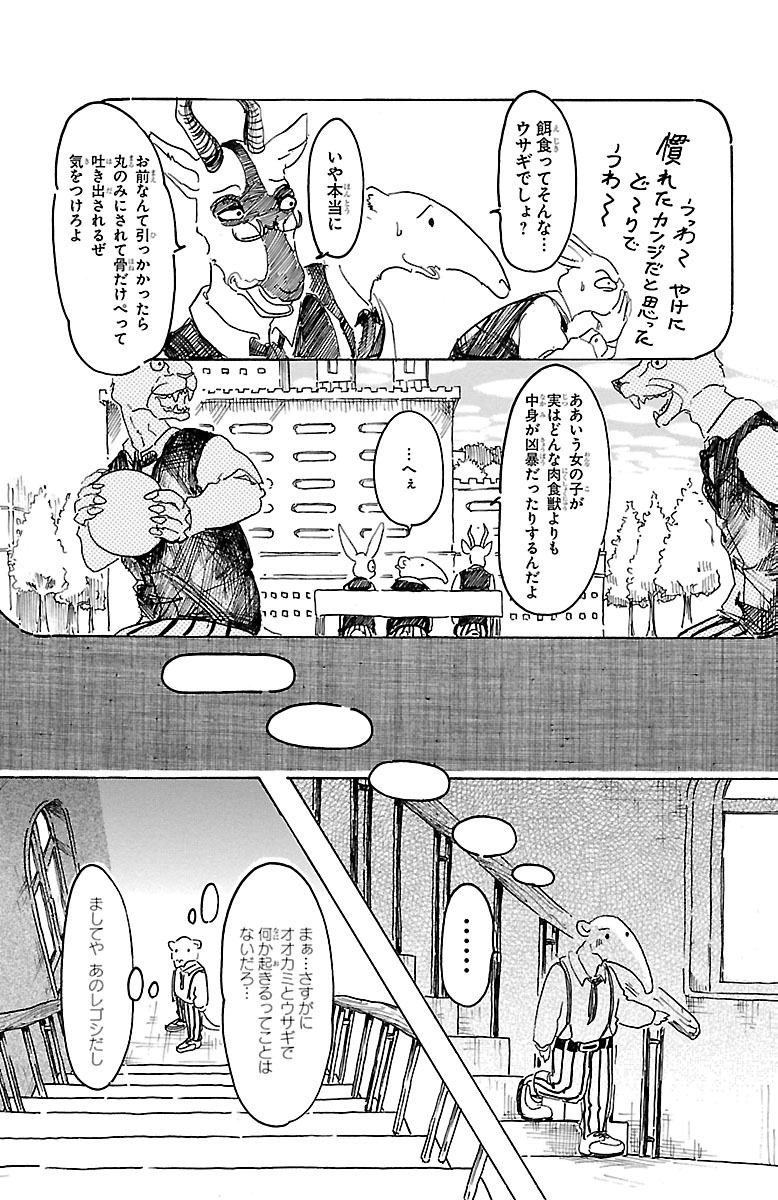 うっわ〜 やけに
慣れたカンジだと思った
ど〜りで
うわ〜
餌食ってそんな…
ウサギでしょ?
いや本当に
お前なんて引っかかったら
丸のみにされて骨だけペって
吐き出されるぜ
気をつけろよ
ああいう女の子が
実はどんな肉食獣よりも
中身が凶暴だったりするんだよ
…へぇ
……
まぁ…さすがに
オオカミとウサギで
何か起きるってことは
ないだろ…
ましてや あのレゴシだし